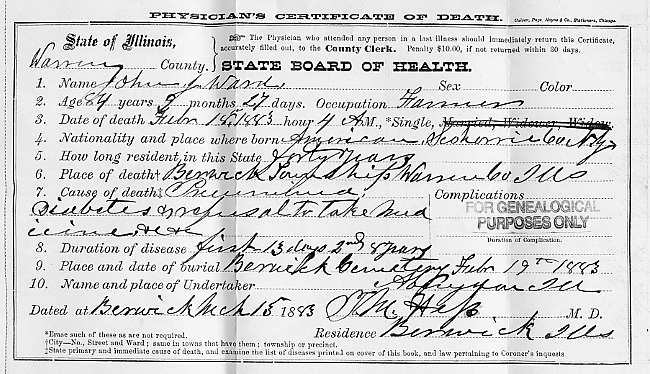 PHYSICIAN'S CERTIFICATE OF DEATH.
Culver, Page, Hoyne & Co., Stationers, Chicago.
State of Illinois,
Warren County.
The Physician who attended any person in a last illness should immediately return this Certificate, accurately filled out, to the County Clerk. Penalty $10.00, if not returned within 30 days.
STATE BOARD OF HEALTH.
1. Name John J Ward Sex Color
2. Age 84 years 9 months 27 days. Occupation Farmer
3. Date of death Febr 18, 1883 hour 4 A M., *Single, Married, Widower, Widow
4. Nationality and place where born American Scohorrie Co N.Y.
5. How long resident in this State forty years
6. Place of death† Berwick Township Warren Co Ills
7. Cause of death‡ Pneumonia, Complications
Diabetes & refusal to take med
icine, &c &c
FOR GENEALOGICAL
PURPOSES ONLY
Duration of Complication.
8. Duration of disease first 13 days 2nd 8 years
9. Place and date of burial Berwick Cemetery Febr 19th 1883
10. Name and place of Undertaker Abingdon Ill
Dated at Berwick Mch 15 1883 M. Hess M. D.
Residence Berwick Ills
*Erase such of these as are not required.
†City—No., Street and Ward; same in towns that have them; township or precinct.
‡State primary and immediate cause of death, and examine the list of diseases printed on cover of this book, and law pertaining to Coroner's inquests